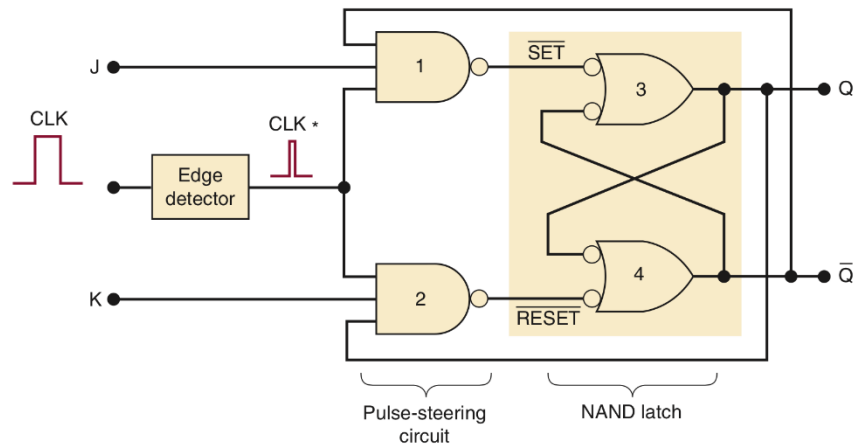 1
SET
J
3
Q
CLK
CLK *
Edge
detector
2
4
Q
K
RESET
Pulse-steering
circuit
NAND latch